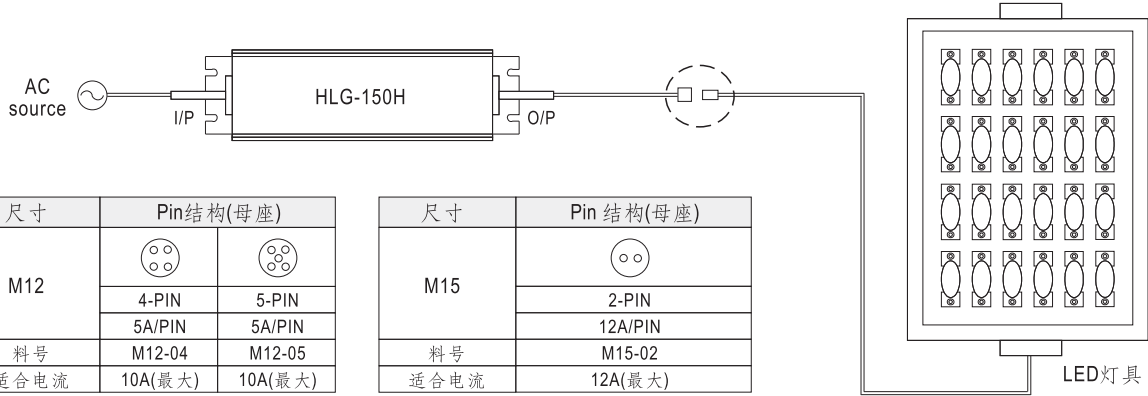 AC
source
I/P
HLG-150H
O/P
尺寸 Pin结构(母座)
M12
4-PIN 5-PIN
5A/PIN 5A/PIN
料号 M12-04 M12-05
适合电流 10A(最大) 10A(最大)
尺寸 Pin 结构(母座)
M15
2-PIN
12A/PIN
料号 M15-02
适合电流 12A(最大)
LED灯具